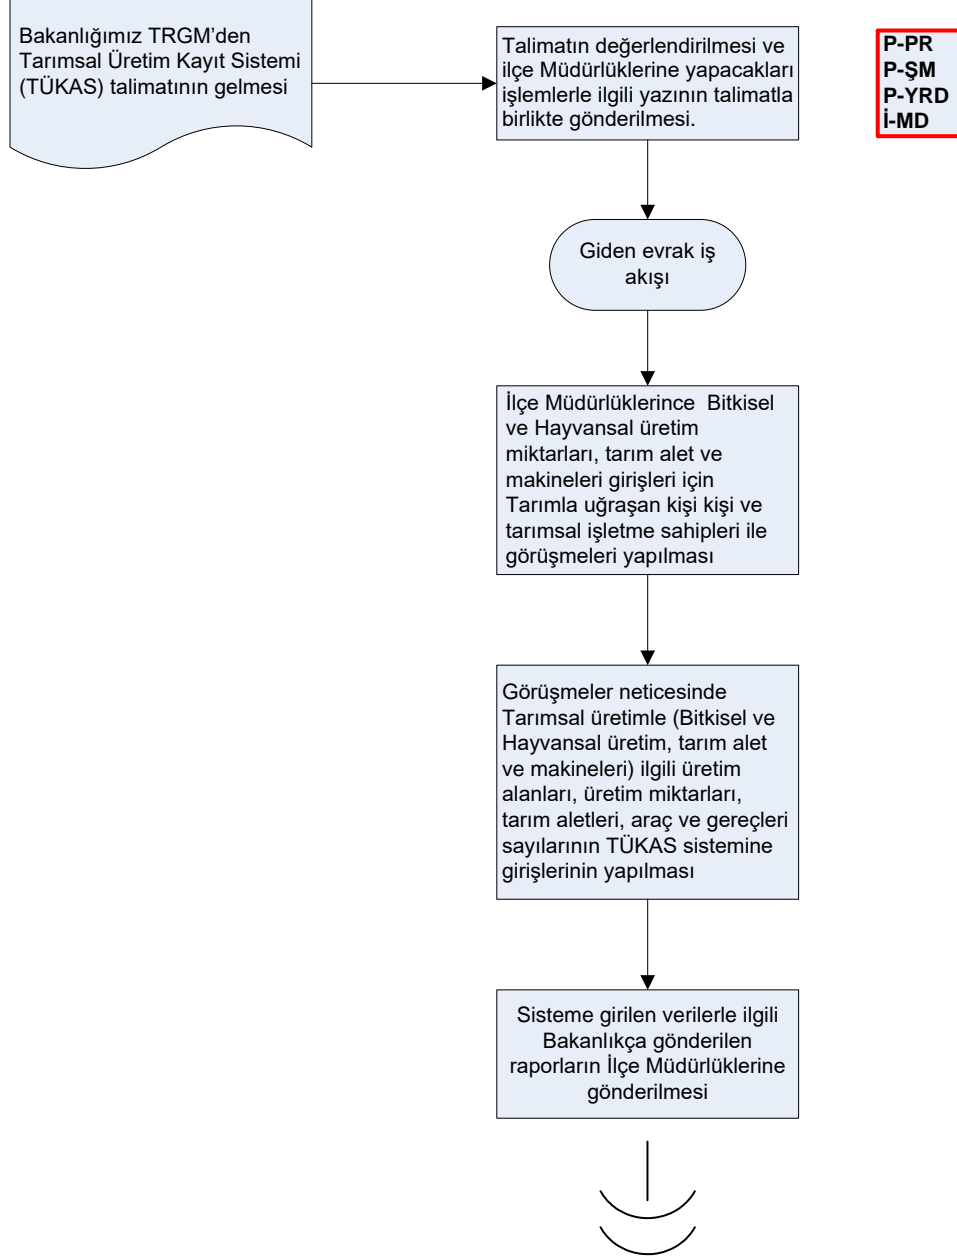 Bakanlığımız TRGM’den
Tarımsal Üretim Kayıt Sistemi
(TÜKAS) talimatının gelmesi
Talimatın değerlendirilmesi ve
ilçe Müdürlüklerine yapacakları
işlemlerle ilgili yazının talimatla
birlikte gönderilmesi.
P-PR
P-ŞM
P-YRD
İ-MD
Giden evrak iş
akışı
İlçe Müdürlüklerince  Bitkisel
ve Hayvansal üretim
miktarları, tarım alet ve
makineleri girişleri için
Tarımla uğraşan kişi kişi ve
tarımsal işletme sahipleri ile
görüşmeleri yapılması
Görüşmeler neticesinde
Tarımsal üretimle (Bitkisel ve
Hayvansal üretim, tarım alet
ve makineleri) ilgili üretim
alanları, üretim miktarları,
tarım aletleri, araç ve gereçleri
sayılarının TÜKAS sistemine
girişlerinin yapılması
Sisteme girilen verilerle ilgili
Bakanlıkça gönderilen
raporların İlçe Müdürlüklerine
gönderilmesi